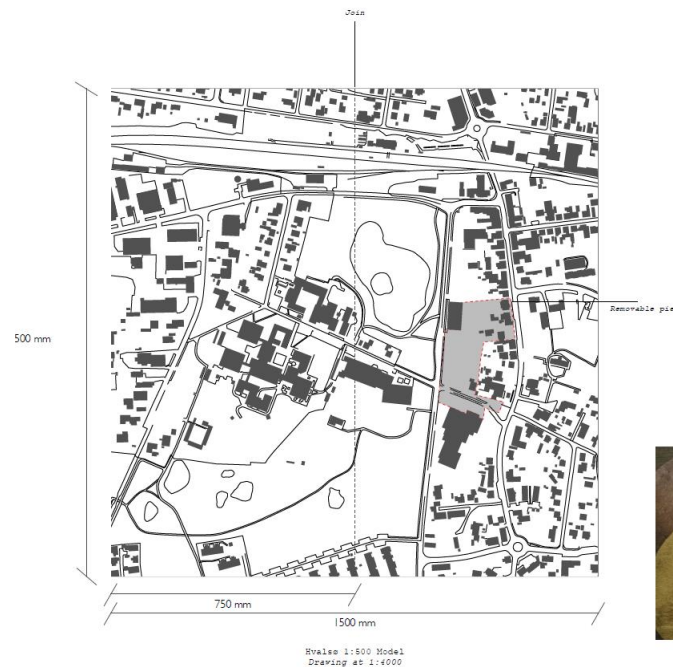 Join
500 mm
Removable pie
750 mm
1500 mm
Hvalsø 1:500 Model
Drawing at 1:4000